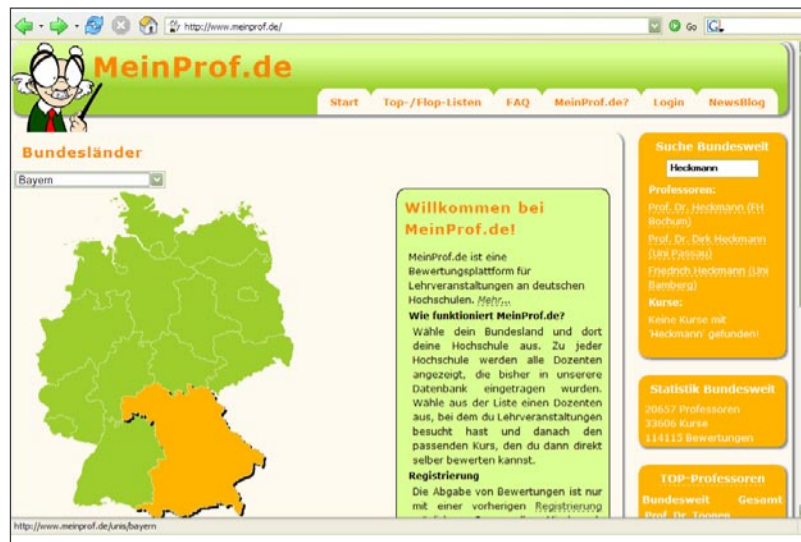 http://www.meinprof.de/
Go
MeinProf.de
Start Top-/Flop-Listen FAQ MeinProf.de? Login NewsBlog
Bundesländer
Bayern
Willkommen bei
MeinProf.de!
MeinProf.de ist eine
Bewertungsplattform für
Lehrveranstaltungen an deutschen
Hochschulen. Mehr...
Wie funktioniert MeinProf.de?
Wähle dein Bundesland und dort
deine Hochschule aus. Zu jeder
Hochschule werden alle Dozenten
angezeigt, die bisher in unserere
Datenbank eingetragen wurden.
Wähle aus der Liste einen Dozenten
aus, bei dem du Lehrveranstaltungen
besucht hast und danach den
passenden Kurs, den du dann direkt
selber bewerten kannst.
Registrierung
Die Abgabe von Bewertungen ist nur
mit einer vorherigen Registrierung
Suche Bundesweit
Heckmann
Professoren:
Prof. Dr. Heckmann (FH
Bochum)
Prof. Dr. Dirk Heckmann
(Uni Passau)
Friedrich Heckmann (Uni
Bamberg)
Kurse:
Keine Kurse mit
'Heckmann' gefunden!
Statistik Bundesweit
20657 Professoren
33606 Kurse
114115 Bewertungen
TOP-Professoren
Bundesweit Gesamt
Prof. Dr. Toonen
http://www.meinprof.de/unis/bayern